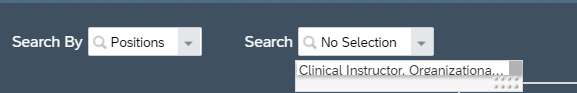 Search By Positions Search No Selection
Clinical Instructor, Organizationa...